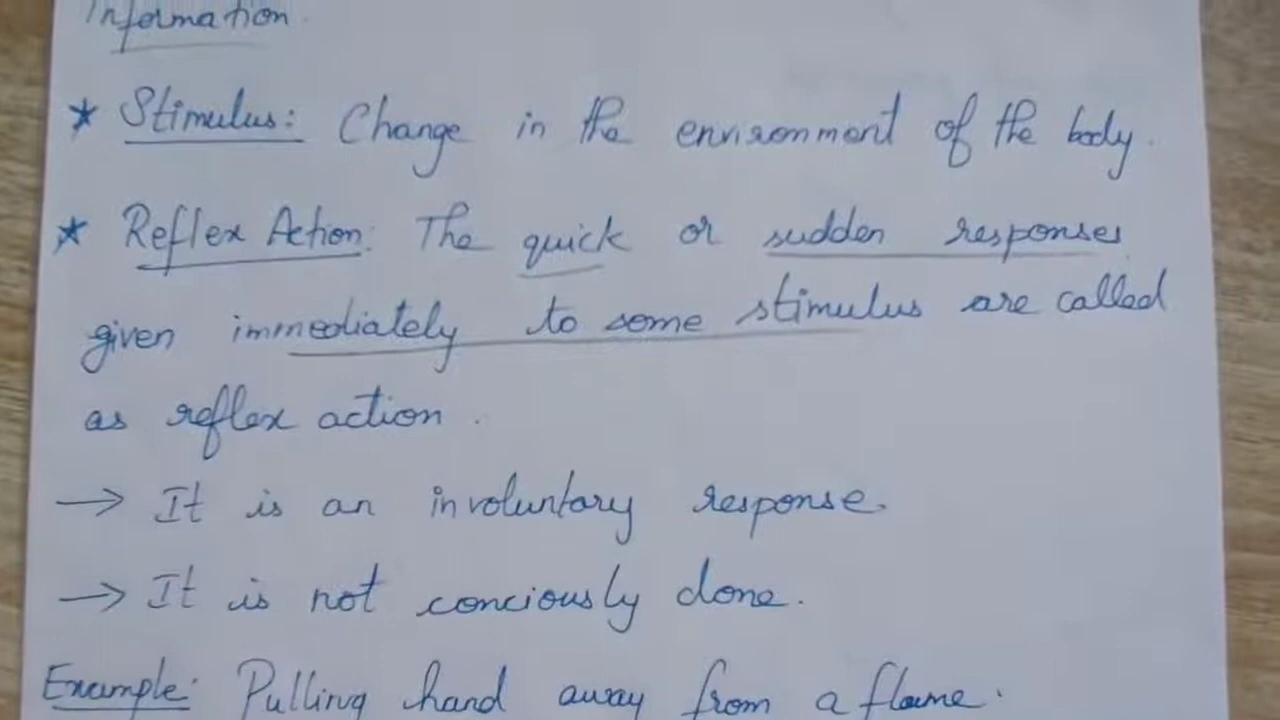 Information
★ Stimulus: Change in the environment of the body.
★ Reflex Action: The quick or sudden responses
given immediately to some stimulus are called
as reflex action.
→ It is an involuntary response.
→ It is not conciously done.
Example: Pulling hand away from a flame.